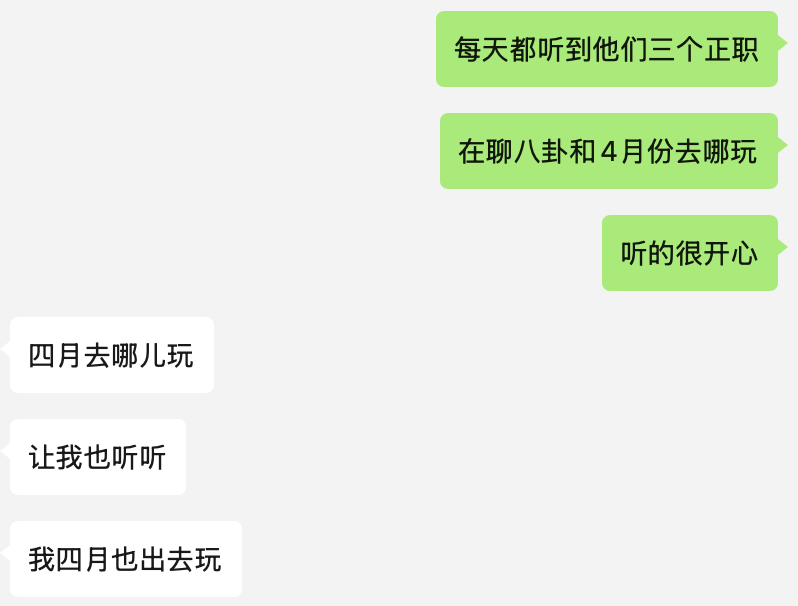 每天都听到他们三个正职
在聊八卦和4月份去哪玩
听的很开心
四月去哪儿玩
让我也听听
我四月也出去玩